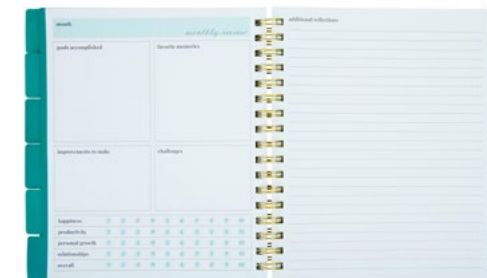 month
monthly review
goals accomplished
favorite memories
improvements to make
challenges
happiness
productivity
personal growth
relationships
overall
additional reflections